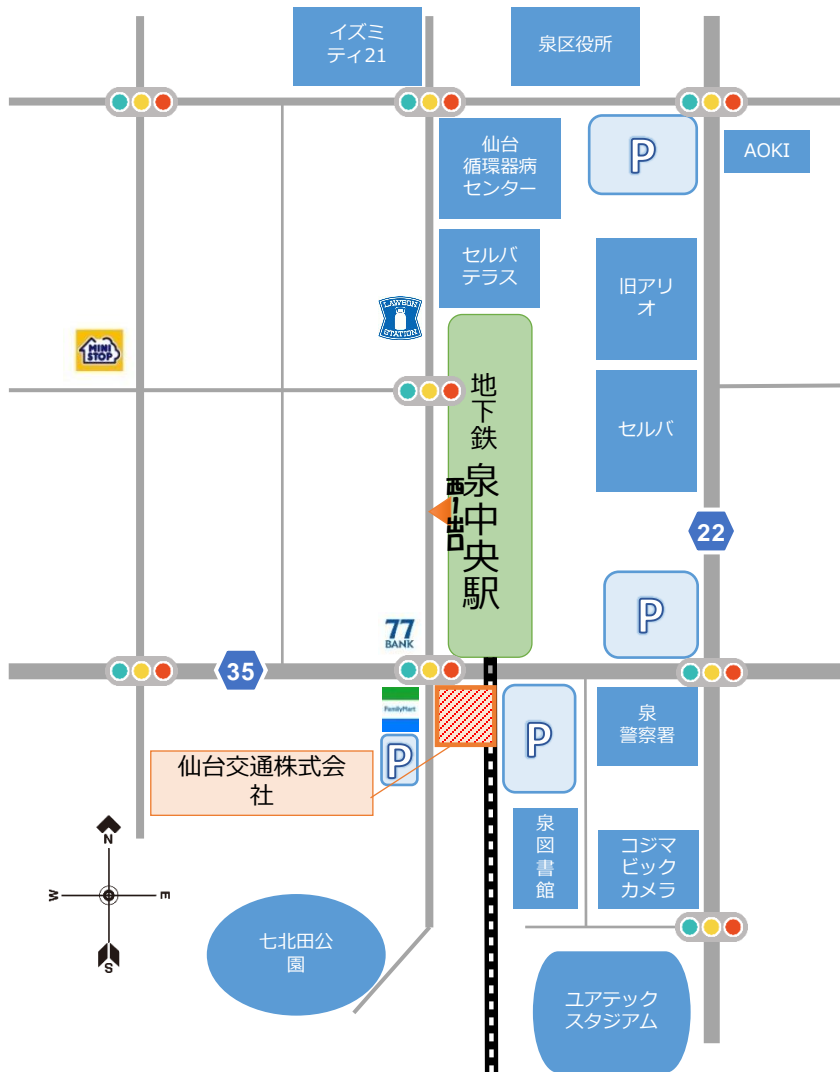 イズミ
ティ21
泉区役所
仙台
循環器病
センター
P
AOKI
セルバ
テラス
旧アリ
オ
LAWSON
STATION
MINI
STOP
地下鉄 泉中央駅
セルバ
西1出口
22
77
BANK
P
35
FamilyMart
P
P
泉
警察署
仙台交通株式会
社
泉図書館
コジマ
ビック
カメラ
N
W
E
S
七北田公
園
ユアテック
スタジアム